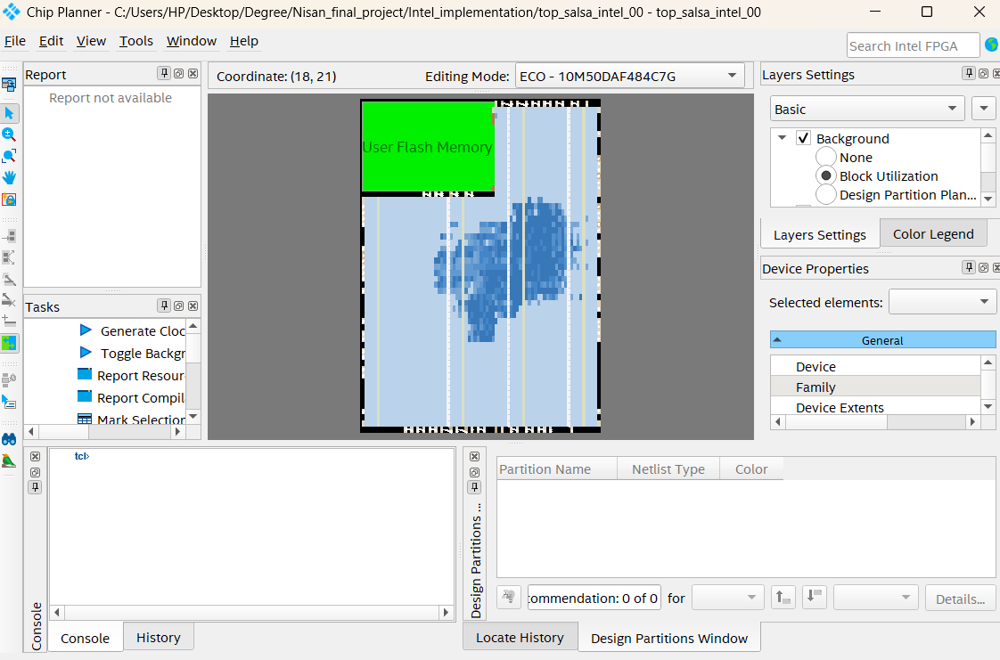 Chip Planner - C:/Users/HP/Desktop/Degree/Nisan_final_project/Intel_implementation/top_salsa_intel_00 - top_salsa_intel_00
File Edit View Tools Window Help
Search Intel FPGA
Report
Report not available
Coordinate: (18, 21)
Editing Mode: ECO - 10M50DAF484C7G
User Flash Memory
Layers Settings
Basic
Background
None
Block Utilization
Design Partition Plan...
Layers Settings Color Legend
Device Properties
Selected elements:
General
Device
Family
Device Extents
Tasks
Generate Cloc
Toggle Backgr
Report Resour
Report Compil
Mark Selection
tcl>
Console
Console History
Design Partitions ...
Partition Name Netlist Type Color
commendation: 0 of 0 for
Details...
Locate History Design Partitions Window